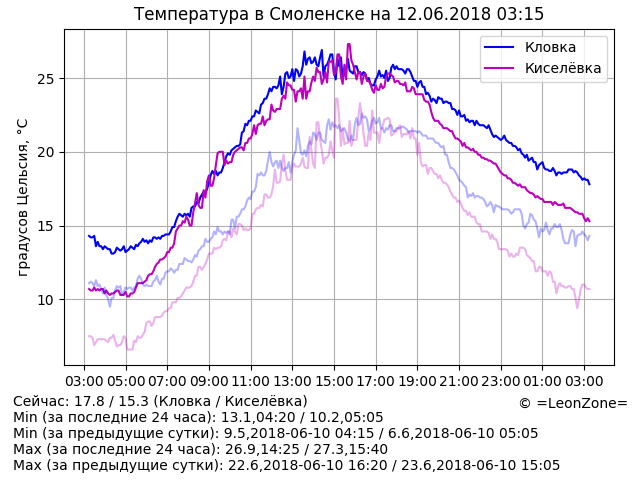 Температура в Смоленске на 12.06.2018 03:15
Кловка
Киселёвка
градусов Цельсия, °C
25
20
15
10
03:00 05:00 07:00 09:00 11:00 13:00 15:00 17:00 19:00 21:00 23:00 01:00 03:00
Сейчас: 17.8 / 15.3 (Кловка / Киселёвка)
© =LeonZone=
Min (за последние 24 часа): 13.1,04:20 / 10.2,05:05
Min (за предыдущие сутки): 9.5,2018-06-10 04:15 / 6.6,2018-06-10 05:05
Max (за последние 24 часа): 26.9,14:25 / 27.3,15:40
Max (за предыдущие сутки): 22.6,2018-06-10 16:20 / 23.6,2018-06-10 15:05